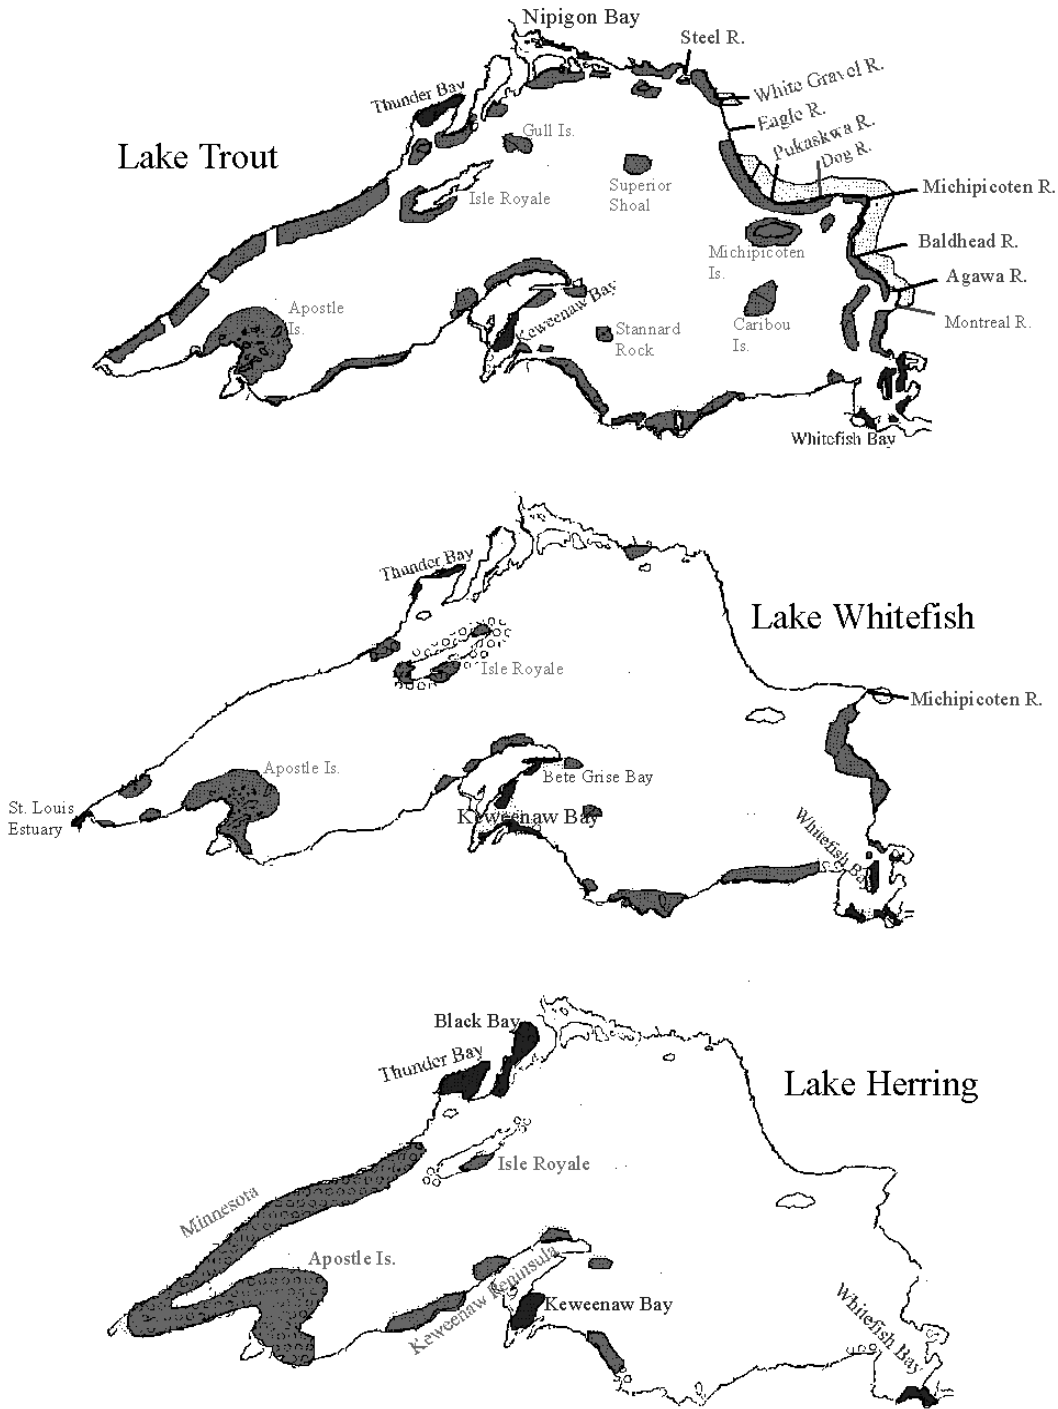 Nipigon Bay
Steel R.
White Gravel R.
Thunder Bay
Eagle R.
Gull Is.
Pukaskwa R.
Dog R.
Lake Trout
Superior
Shoal
Michipicoten R.
Isle Royale
Baldhead R.
Michipicoten
Is.
Agawa R.
Apostle
Is.
Keweenaw Bay
Stannard
Rock
Caribou
Is.
Montreal R.
Whitefish Bay
Thunder Bay
Lake Whitefish
Isle Royale
Michipicoten R.
Apostle Is.
Bete Grise Bay
St. Louis
Estuary
Keweenaw Bay
Whitefish Bay
Black Bay
Thunder Bay
Lake Herring
Isle Royale
Minnesota
Apostle Is.
Keweenaw Peninsula
Keweenaw Bay
Whitefish Bay